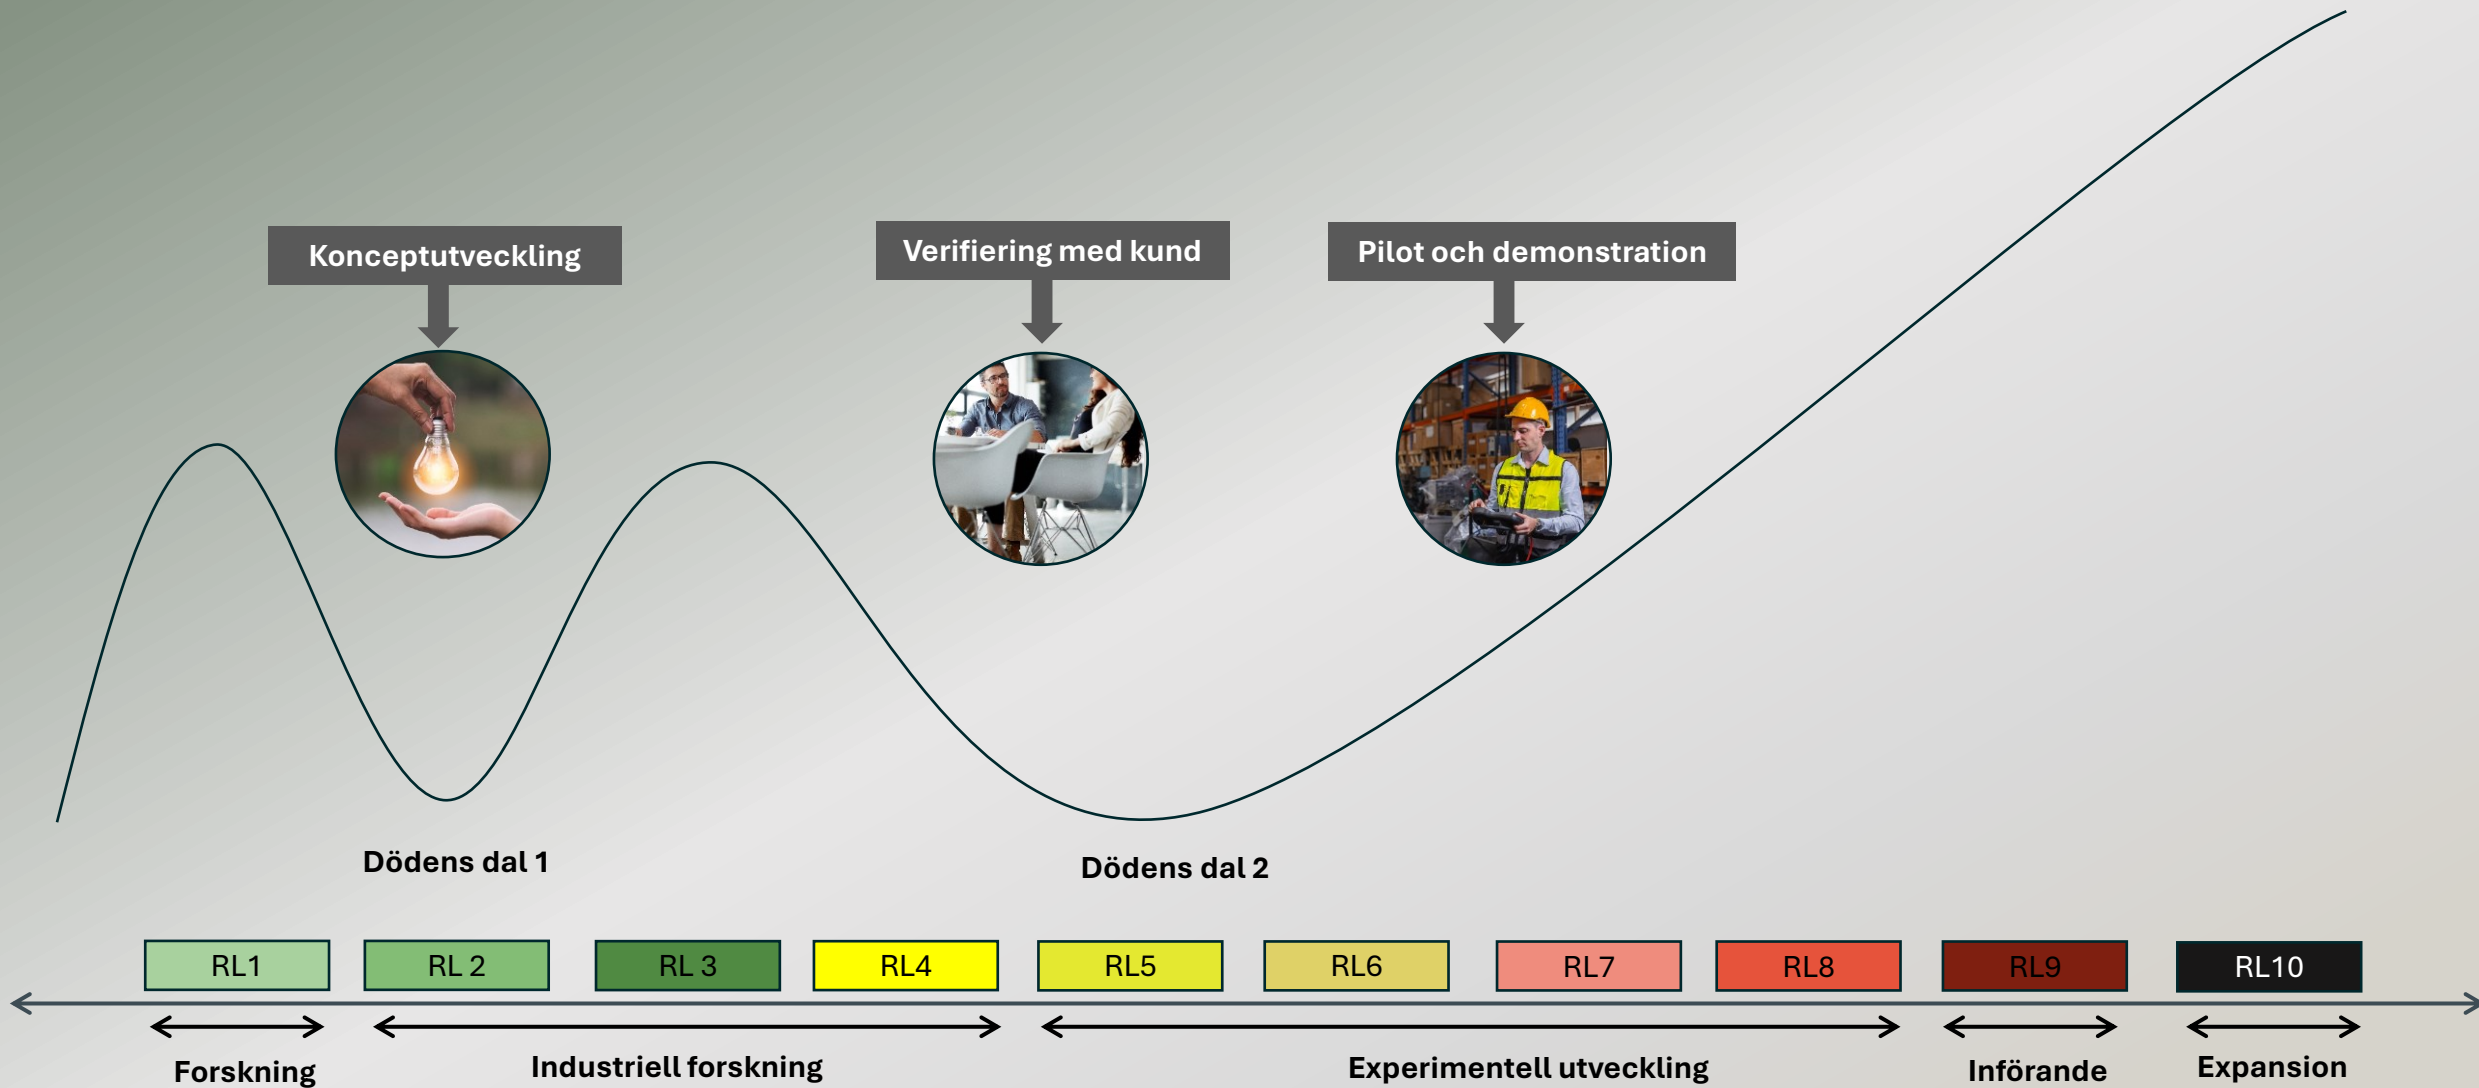 Konceptutveckling
Verifiering med kund
Pilot och demonstration
Dödens dal 1
Dödens dal 2
RL1
RL 2
RL 3
RL4
RL5
RL6
RL7
RL8
RL9
RL10
Forskning
Industriell forskning
Experimentell utveckling
Införande
Expansion